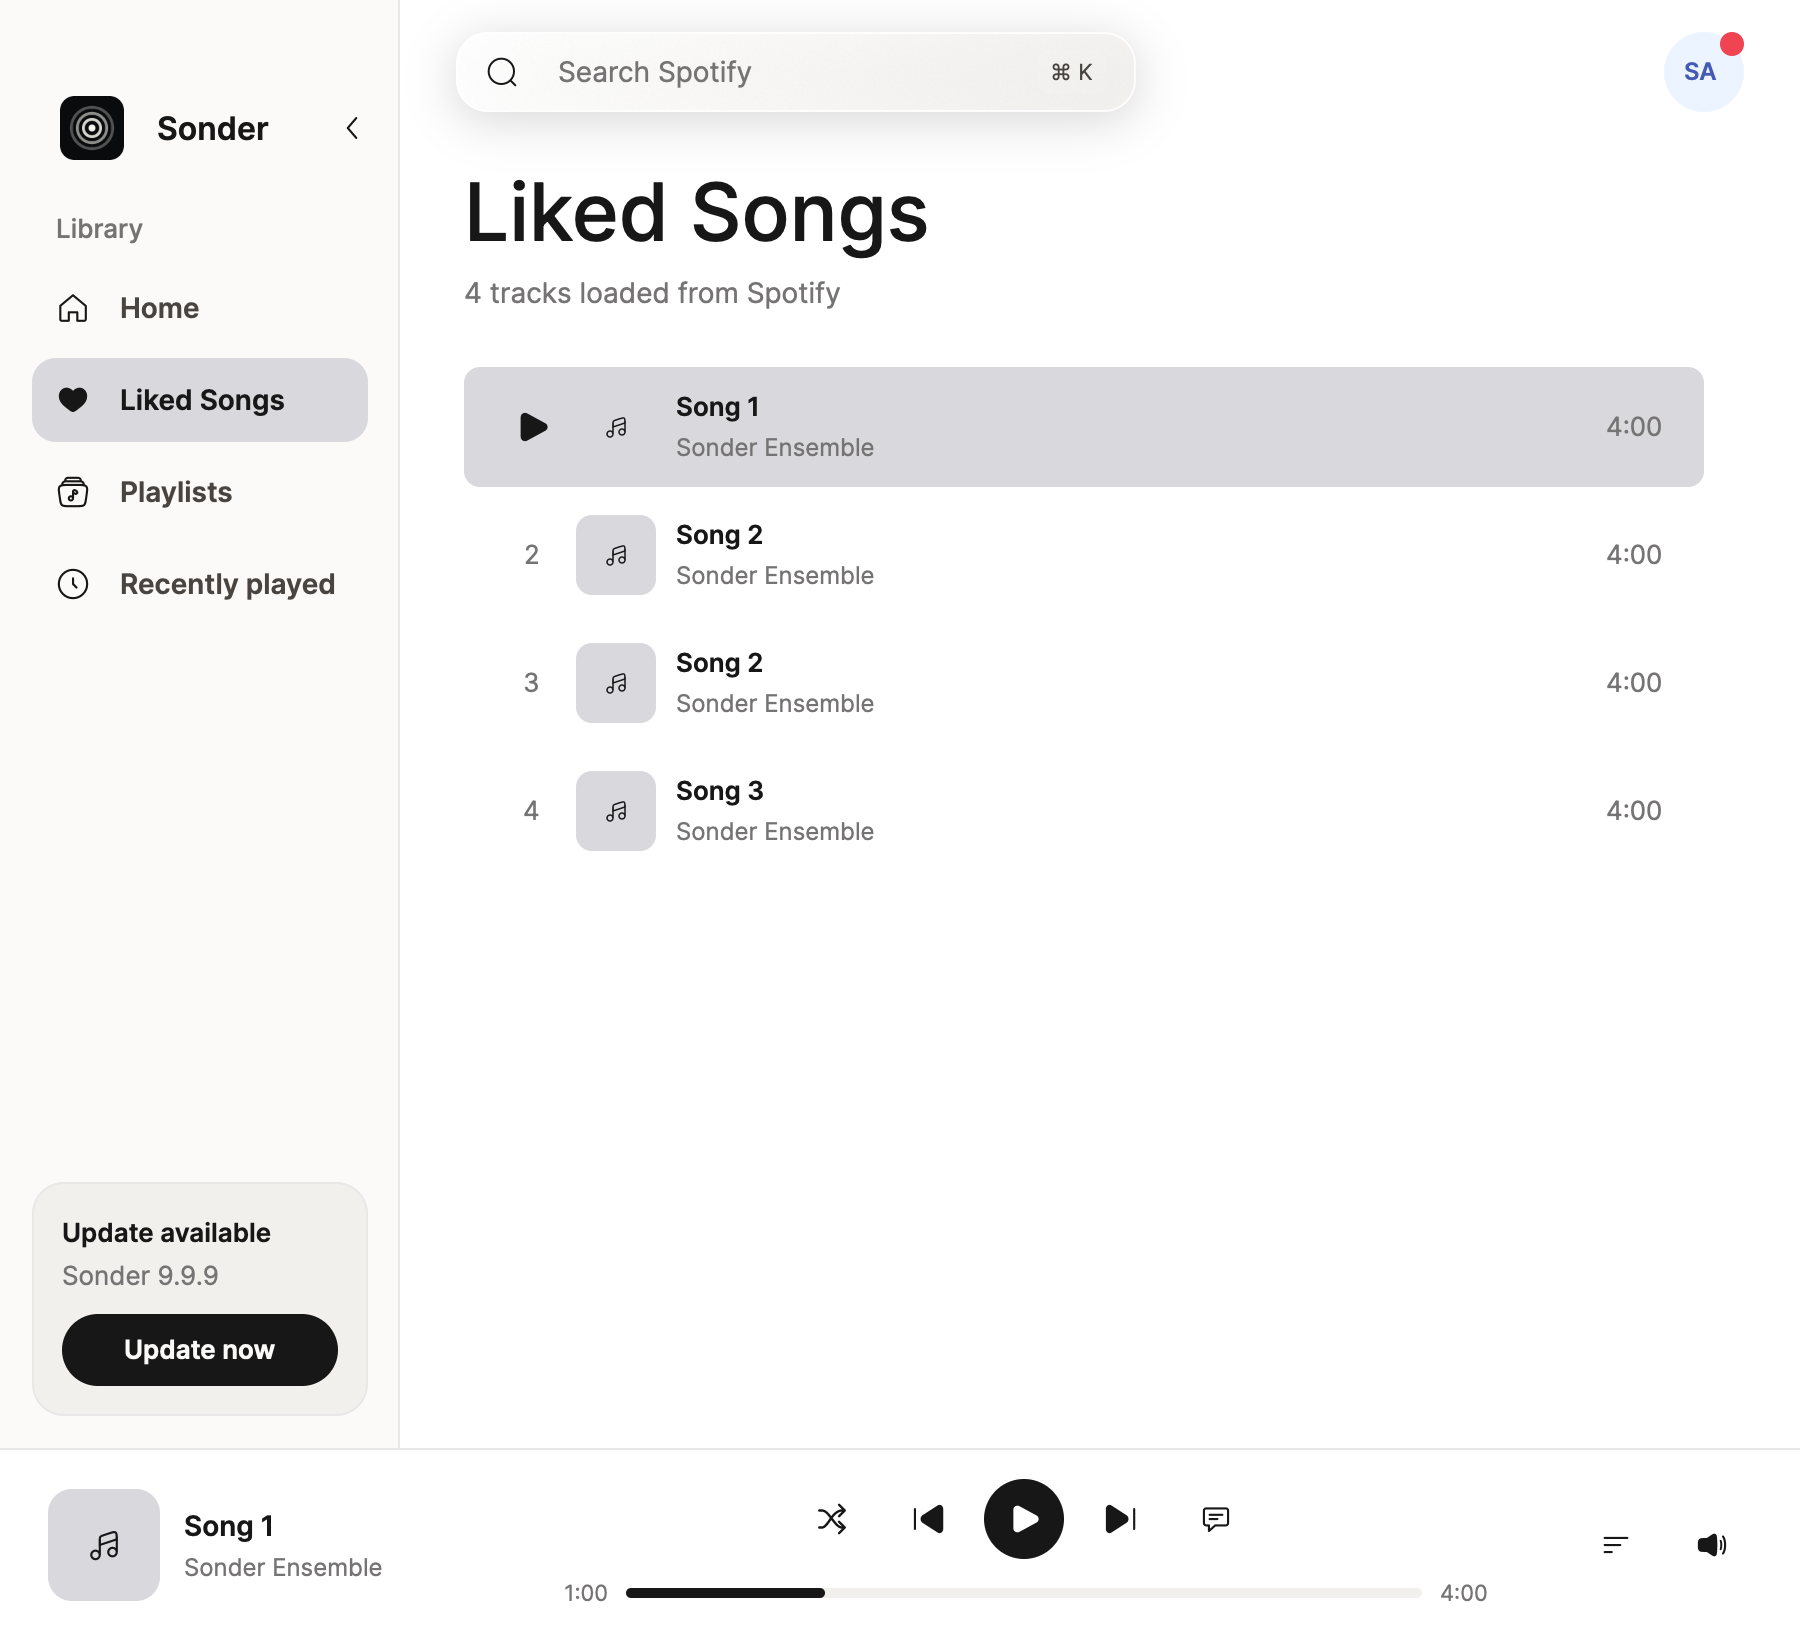 Sonder
Library
Home
Liked Songs
Playlists
Recently played
Update available
Sonder 9.9.9
Update now
Search Spotify
⌘ K
SA
Liked Songs
4 tracks loaded from Spotify
Song 1
Sonder Ensemble
4:00
2
Song 2
Sonder Ensemble
4:00
3
Song 2
Sonder Ensemble
4:00
4
Song 3
Sonder Ensemble
4:00
Song 1
Sonder Ensemble
1:00
4:00